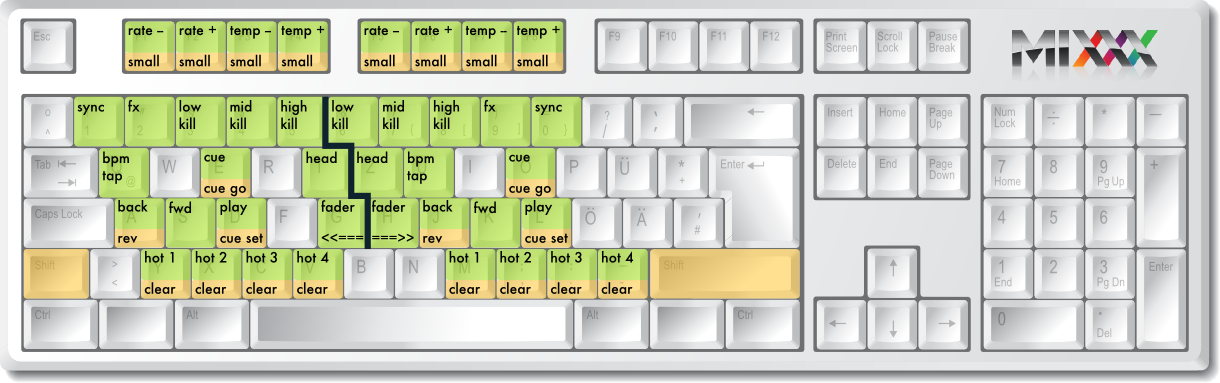 Esc
rate – rate + temp – temp +
small small small small
rate – rate + temp – temp +
small small small small
F9 F10 F11 F12
Print Screen
Scroll Lock
Pause Break
MIXXX
°
^
sync fx low kill mid kill high kill low kill mid kill high kill fx sync
1 2
?
/
←
Insert Home Page Up
Num Lock ÷ * —
Tab
bpm tap
@
W
cue
cue go
R
head head
bpm tap
I
cue
cue go
P Ü
*
+
Enter
Delete End Page Down
7 8 9 +
Home Pg Up
Caps Lock
back
rev
fwd
play
cue set
F
fader fader
<<===
===>>
back
rev
fwd
play
cue set
Ö Ä
'
#
4 5 6
Shift
>
<
hot 1 hot 2 hot 3 hot 4
clear clear clear clear
B N
hot 1 hot 2 hot 3 hot 4
clear clear clear clear
Shift
↑
1 2 3 Enter
End Pg Dn
Ctrl Alt Alt Ctrl
← ↓ →
0
Del